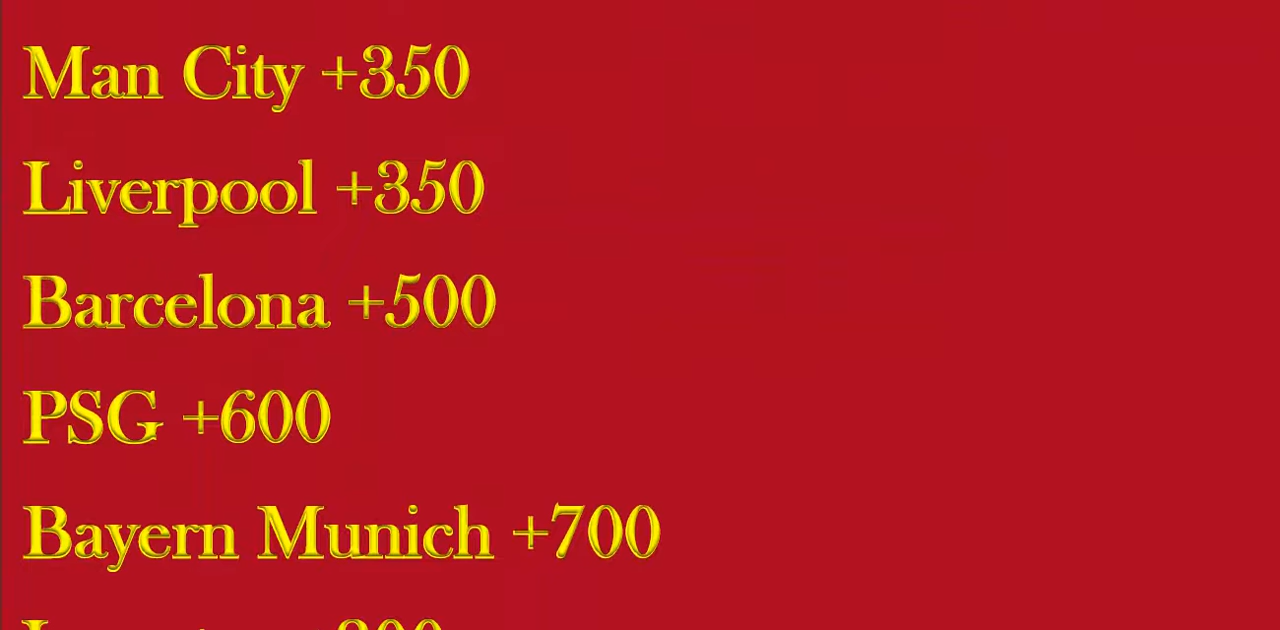 Man City +350
Liverpool +350
Barcelona +500
PSG +600
Bayern Munich +700